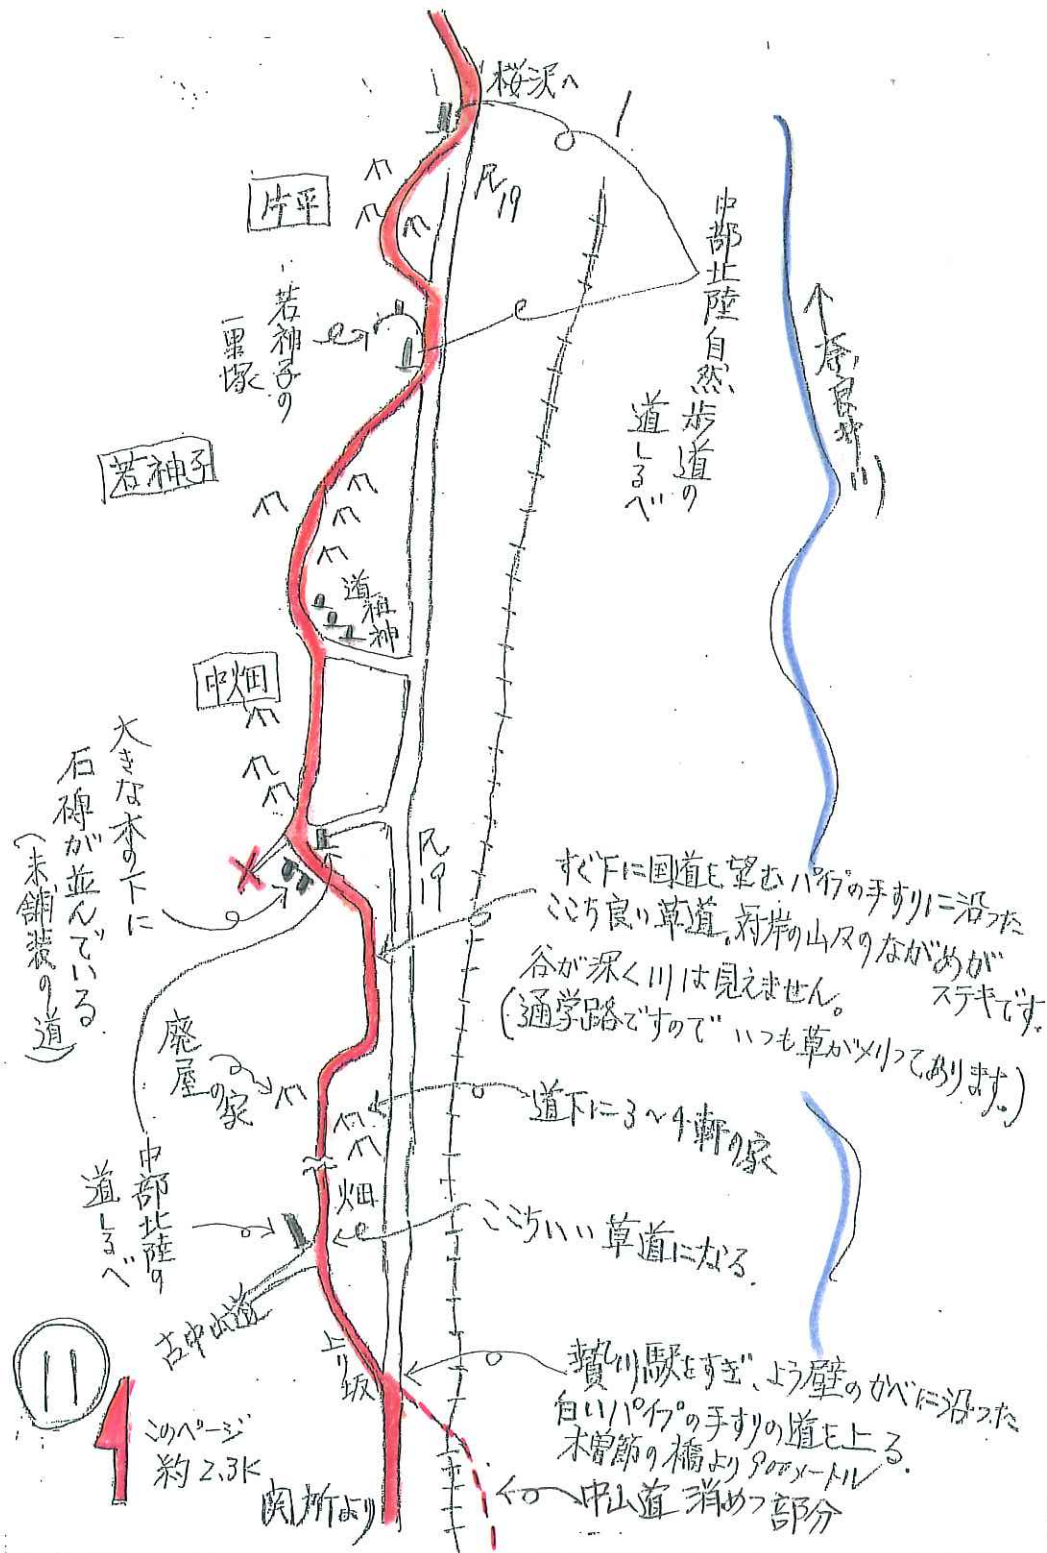 桜沢へ
R19
片平
中部北陸自然歩道の
道しるべ
奈良井川
若神子の
一里塚
若神子
道祖神
中畑
大きな木の下に
石碑が並んでいる
(未舗装の道)
R19
すぐ下に国道を望むパイプの手すりに沿った
ここち良い草道。対岸の山々のながめが
ステキです。
谷が深く川は見えません。
(通学路ですので いつも草が刈ってあります。)
廃屋
の家
道下に3~4軒の家
中部北陸の
道しるべ
畑
ここちいい草道になる.
古中山道
上り坂
贄川駅をすぎ、よう壁のかべに沿った
白いパイプの手すりの道を上る.
木曽節の橋より900メートル
11
このページ
約2.3K
関所より
中山道 消めつ部分